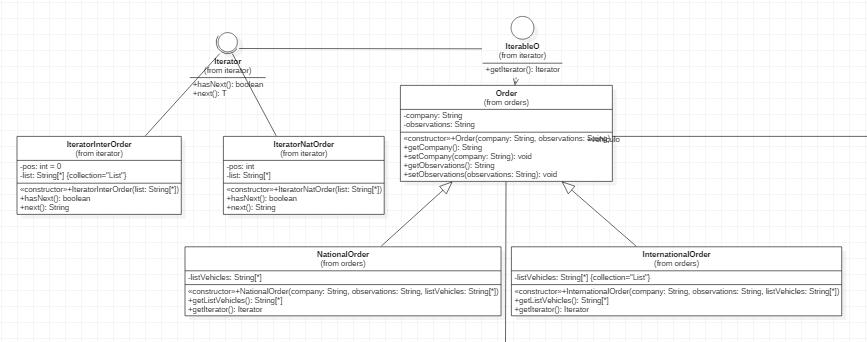 Iterator
(from iterator)
+hasNext(): boolean
+next(): T
IterableO
(from iterator)
+getIterator(): Iterator
Order
(from orders)
-company: String
-observations: String
«constructor»+Order(company: String, observations: String)
+vehiculo
+getCompany(): String
+setCompany(company: String): void
+getObservations(): String
+setObservations(observations: String): void
IteratorInterOrder
(from iterator)
-pos: int = 0
-list: String[*] {collection="List"}
«constructor»+IteratorInterOrder(list: String[*])
+hasNext(): boolean
+next(): String
IteratorNatOrder
(from iterator)
-pos: int
-list: String[*]
«constructor»+IteratorNatOrder(list: String[*])
+hasNext(): boolean
+next(): String
NationalOrder
(from orders)
-listVehicles: String[*]
«constructor»+NationalOrder(company: String, observations: String, listVehicles: String[*])
+getListVehicles(): String[*]
+getIterator(): Iterator
InternationalOrder
(from orders)
-listVehicles: String[*] {collection="List"}
«constructor»+InternationalOrder(company: String, observations: String, listVehicles: String[*])
+getListVehicles(): String[*]
+getIterator(): Iterator